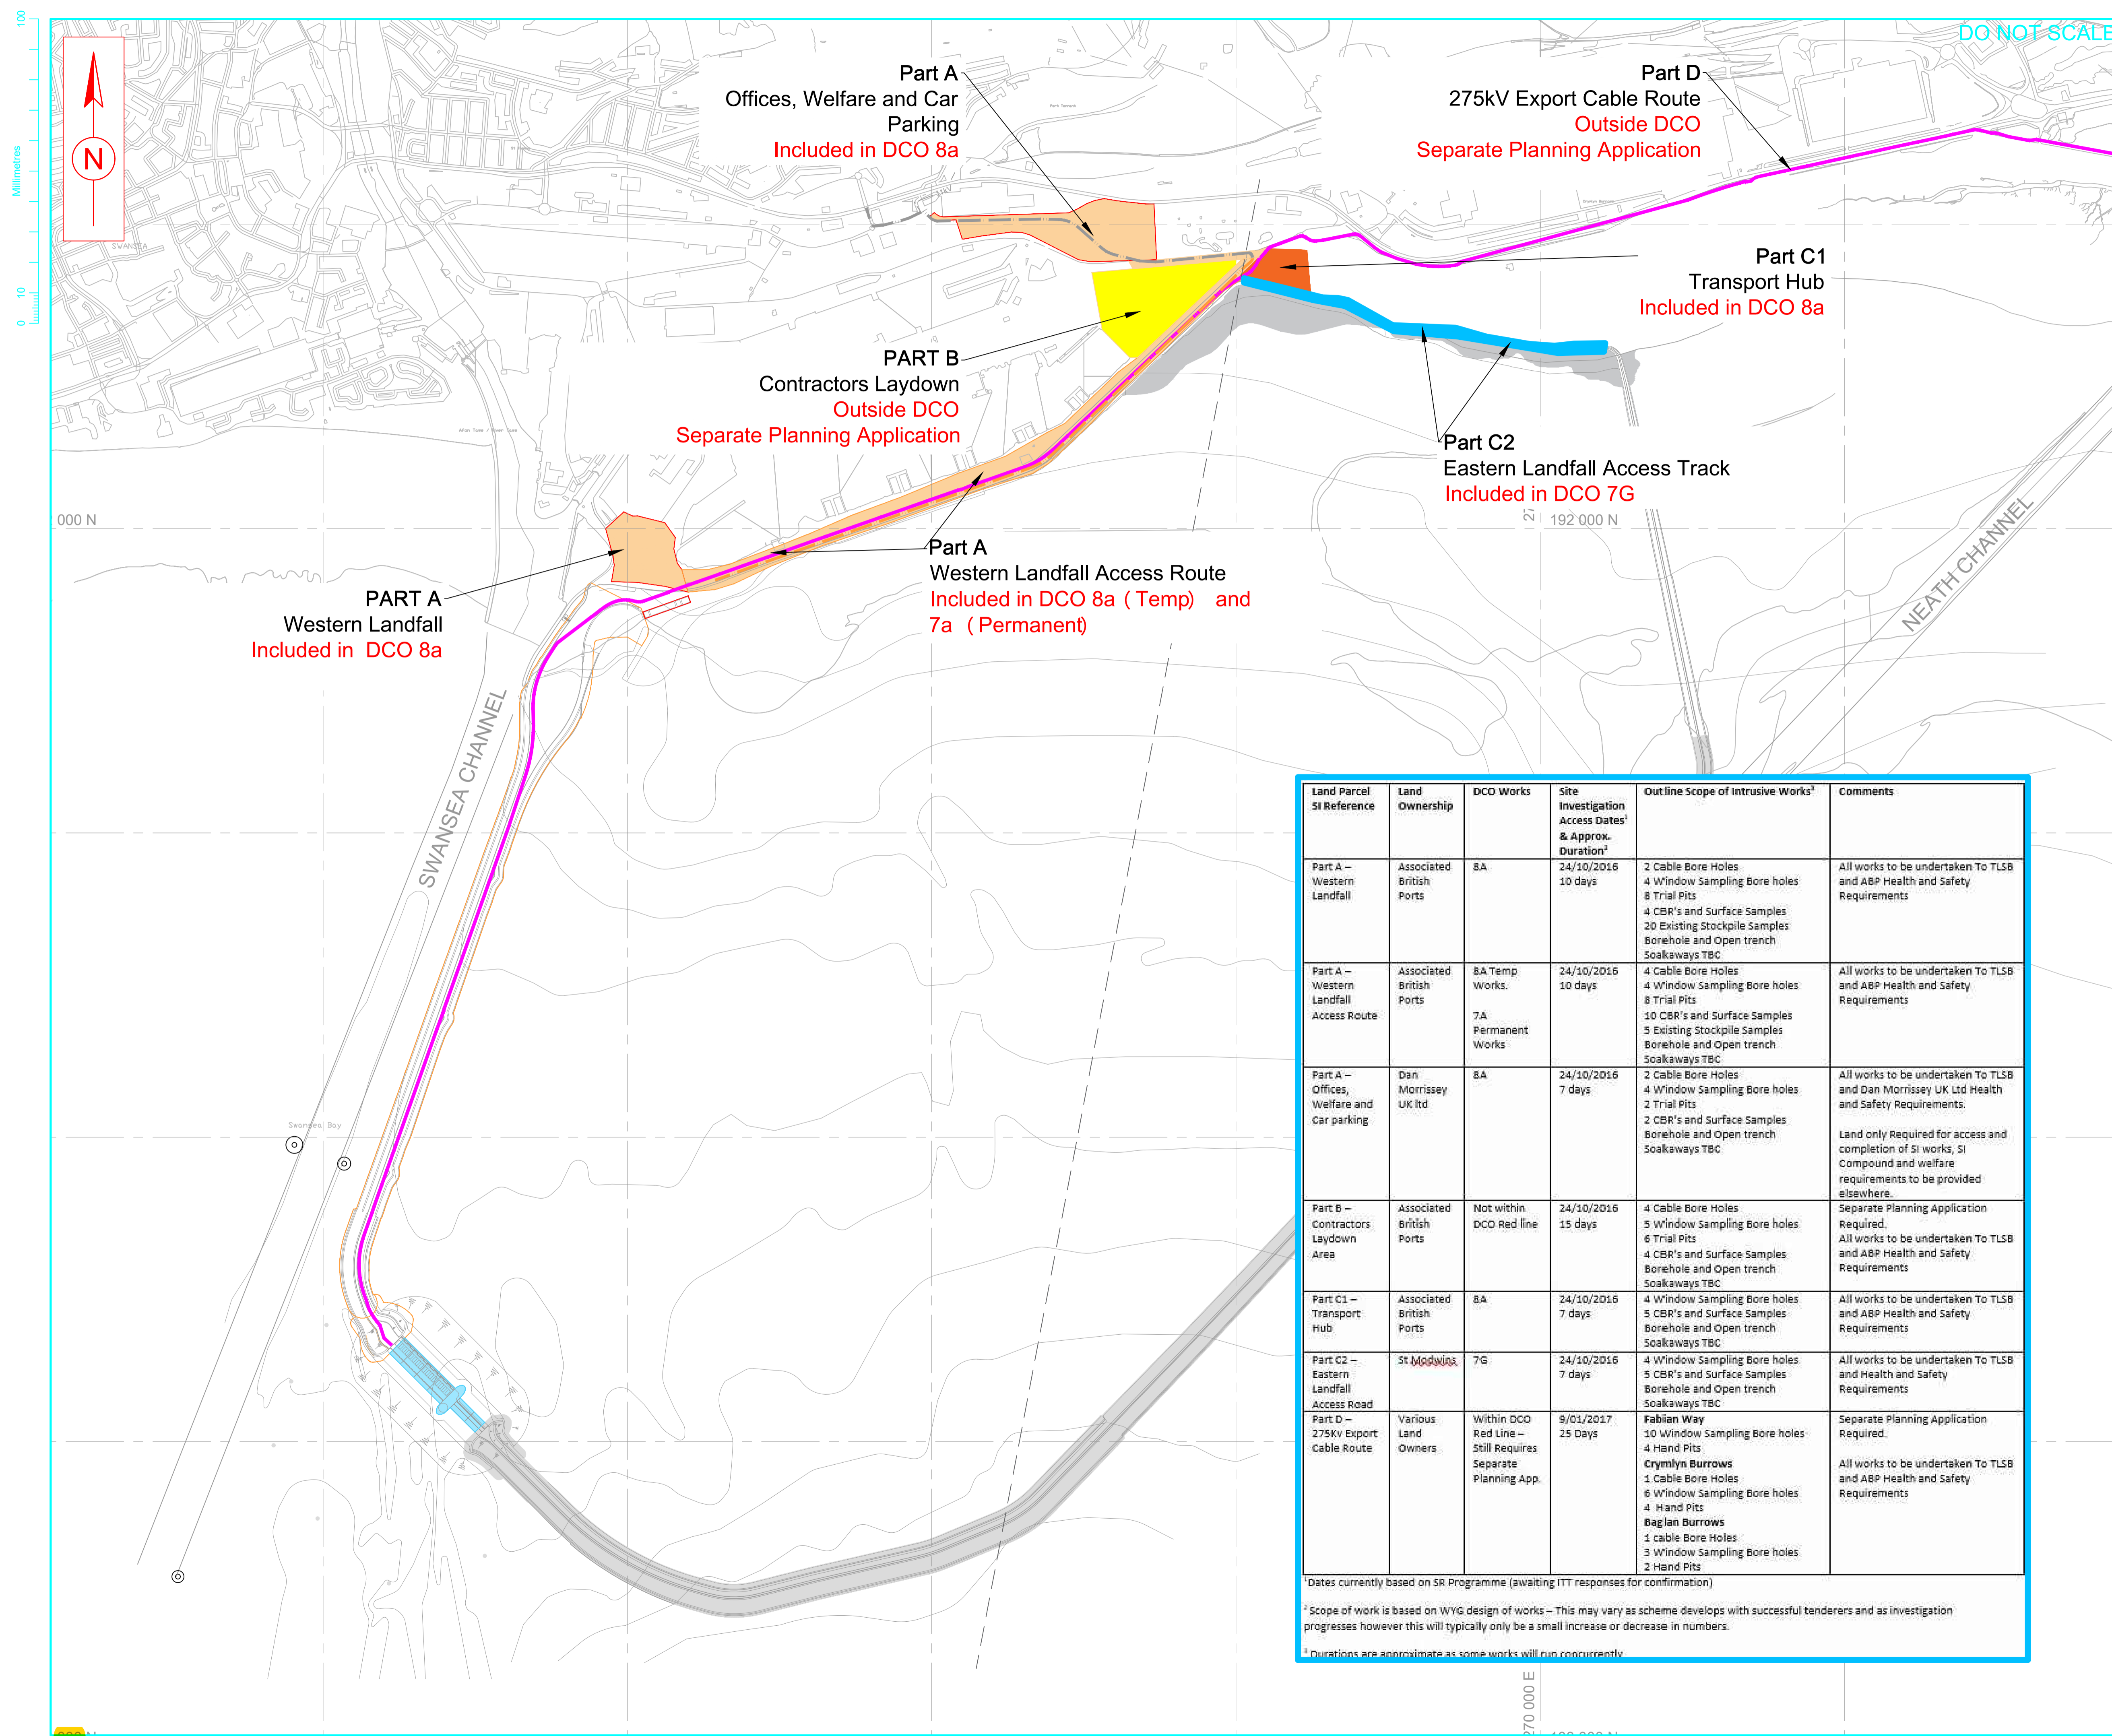 DO NOT SCALE
100
Millimetres
10
0
N
SWANSEA
Part A
Offices, Welfare and Car
Parking
Included in DCO 8a
Part D
275kV Export Cable Route
Outside DCO
Separate Planning Application
Part C1
Transport Hub
Included in DCO 8a
PART B
Contractors Laydown
Outside DCO
Separate Planning Application
Part C2
Eastern Landfall Access Track
Included in DCO 7G
000 N
192 000 N
Part A
Western Landfall Access Route
Included in DCO 8a ( Temp) and
7a ( Permanent)
PART A
Western Landfall
Included in DCO 8a
NEATH CHANNEL
SWANSEA CHANNEL
Swansea Bay
Land Parcel
SI Reference
Land
Ownership
DCO Works
Site
Investigation
Access Dates¹
& Approx.
Duration²
Outline Scope of Intrusive Works³
Comments
Part A –
Western
Landfall
Associated
British
Ports
8A
24/10/2016
10 days
2 Cable Bore Holes
4 Window Sampling Bore holes
8 Trial Pits
4 CBR's and Surface Samples
20 Existing Stockpile Samples
Borehole and Open trench
Soakaways TBC
All works to be undertaken To TLSB
and ABP Health and Safety
Requirements
Part A –
Western
Landfall
Access Route
Associated
British
Ports
8A Temp
Works.
7A
Permanent
Works
24/10/2016
10 days
4 Cable Bore Holes
4 Window Sampling Bore holes
8 Trial Pits
10 CBR's and Surface Samples
5 Existing Stockpile Samples
Borehole and Open trench
Soakaways TBC
All works to be undertaken To TLSB
and ABP Health and Safety
Requirements
Part A –
Offices,
Welfare and
Car parking
Dan
Morrissey
UK ltd
8A
24/10/2016
7 days
2 Cable Bore Holes
4 Window Sampling Bore holes
2 Trial Pits
2 CBR's and Surface Samples
Borehole and Open trench
Soakaways TBC
All works to be undertaken To TLSB
and Dan Morrissey UK Ltd Health
and Safety Requirements.
Land only Required for access and
completion of SI works, SI
Compound and welfare
requirements to be provided
elsewhere.
Part B –
Contractors
Laydown
Area
Associated
British
Ports
Not within
DCO Red line
24/10/2016
15 days
4 Cable Bore Holes
5 Window Sampling Bore holes
6 Trial Pits
4 CBR's and Surface Samples
Borehole and Open trench
Soakaways TBC
Separate Planning Application
Required.
All works to be undertaken To TLSB
and ABP Health and Safety
Requirements
Part C1 –
Transport
Hub
Associated
British
Ports
8A
24/10/2016
7 days
4 Window Sampling Bore holes
5 CBR's and Surface Samples
Borehole and Open trench
Soakaways TBC
All works to be undertaken To TLSB
and ABP Health and Safety
Requirements
Part C2 –
Eastern
Landfall
Access Road
St Modwins
7G
24/10/2016
7 days
4 Window Sampling Bore holes
5 CBR's and Surface Samples
Borehole and Open trench
Soakaways TBC
All works to be undertaken To TLSB
and Health and Safety
Requirements
Part D –
275Kv Export
Cable Route
Various
Land
Owners
Within DCO
Red Line –
Still Requires
Separate
Planning App.
9/01/2017
25 Days
Fabian Way
10 Window Sampling Bore holes
4 Hand Pits
Crymlyn Burrows
1 Cable Bore Holes
6 Window Sampling Bore holes
4 Hand Pits
Baglan Burrows
1 cable Bore Holes
3 Window Sampling Bore holes
2 Hand Pits
Separate Planning Application
Required.
All works to be undertaken To TLSB
and ABP Health and Safety
Requirements
¹Dates currently based on SR Programme (awaiting ITT responses for confirmation)
² Scope of work is based on WYG design of works – This may vary as scheme develops with successful tenderers and as investigation
progresses however this will typically only be a small increase or decrease in numbers.
³ Durations are approximate as some works will run concurrently.
270 000 E